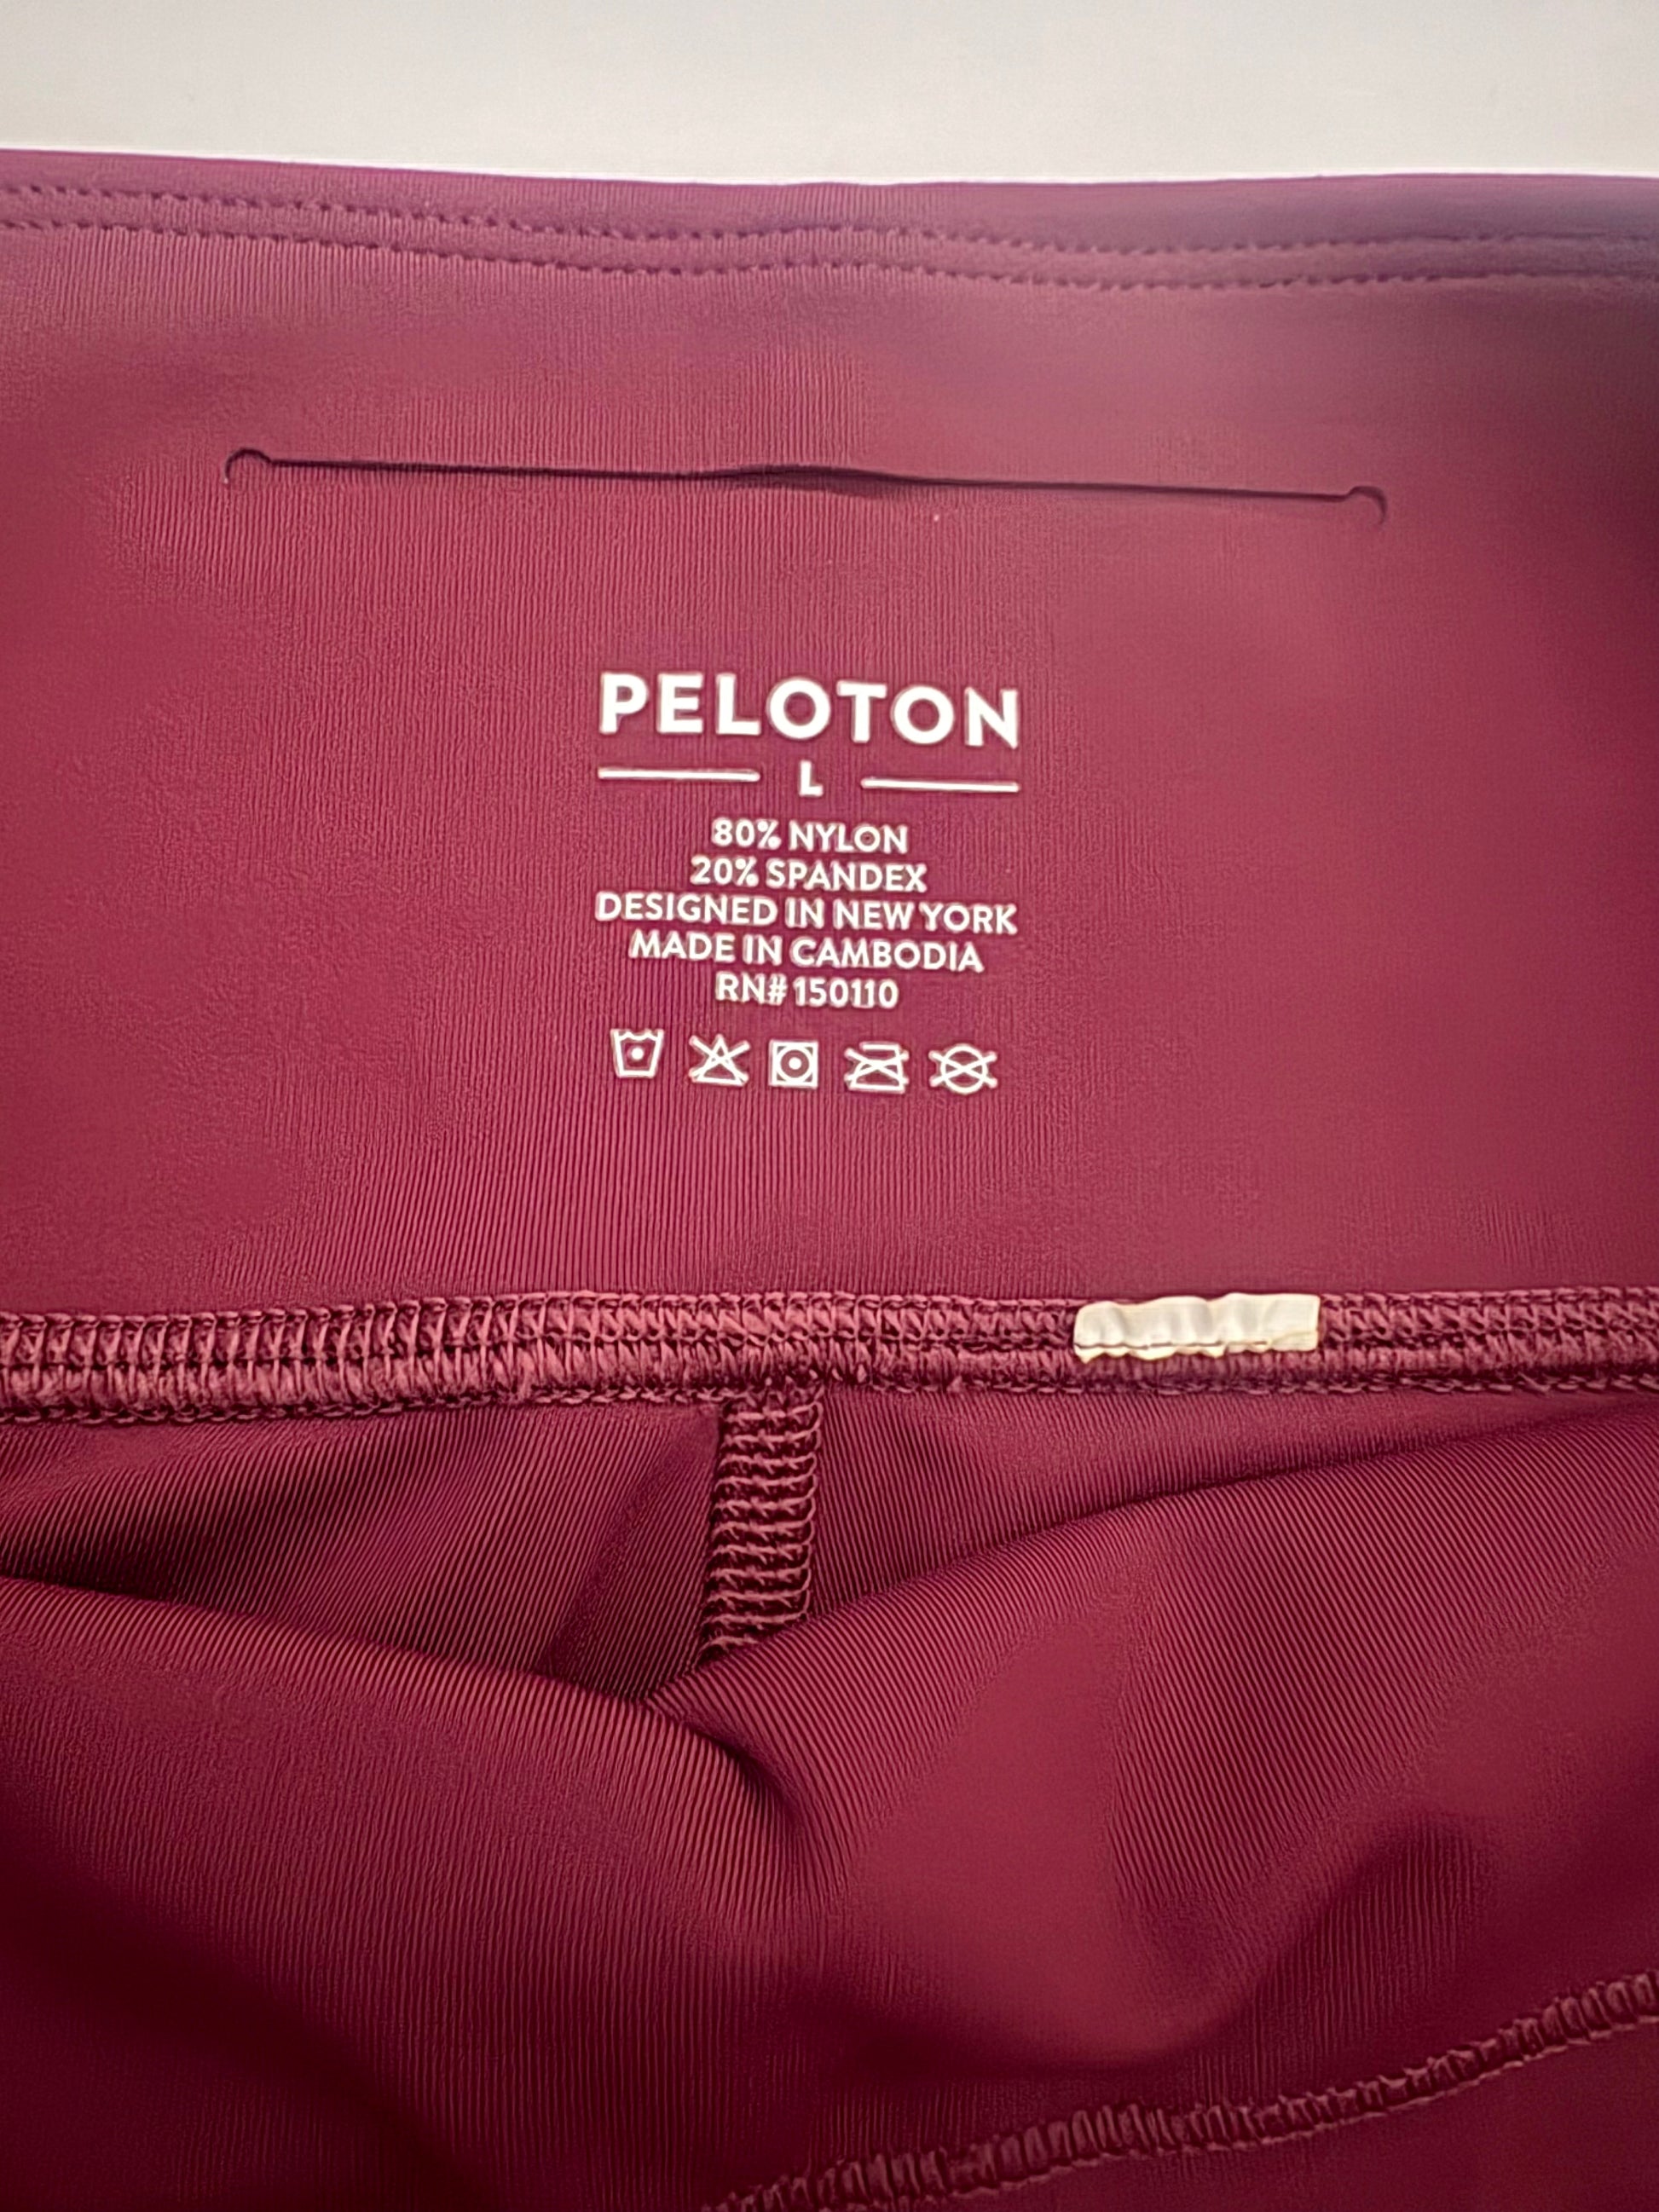 PELOTON
L
80% NYLON
20% SPANDEX
DESIGNED IN NEW YORK
MADE IN CAMBODIA
RN# 150110